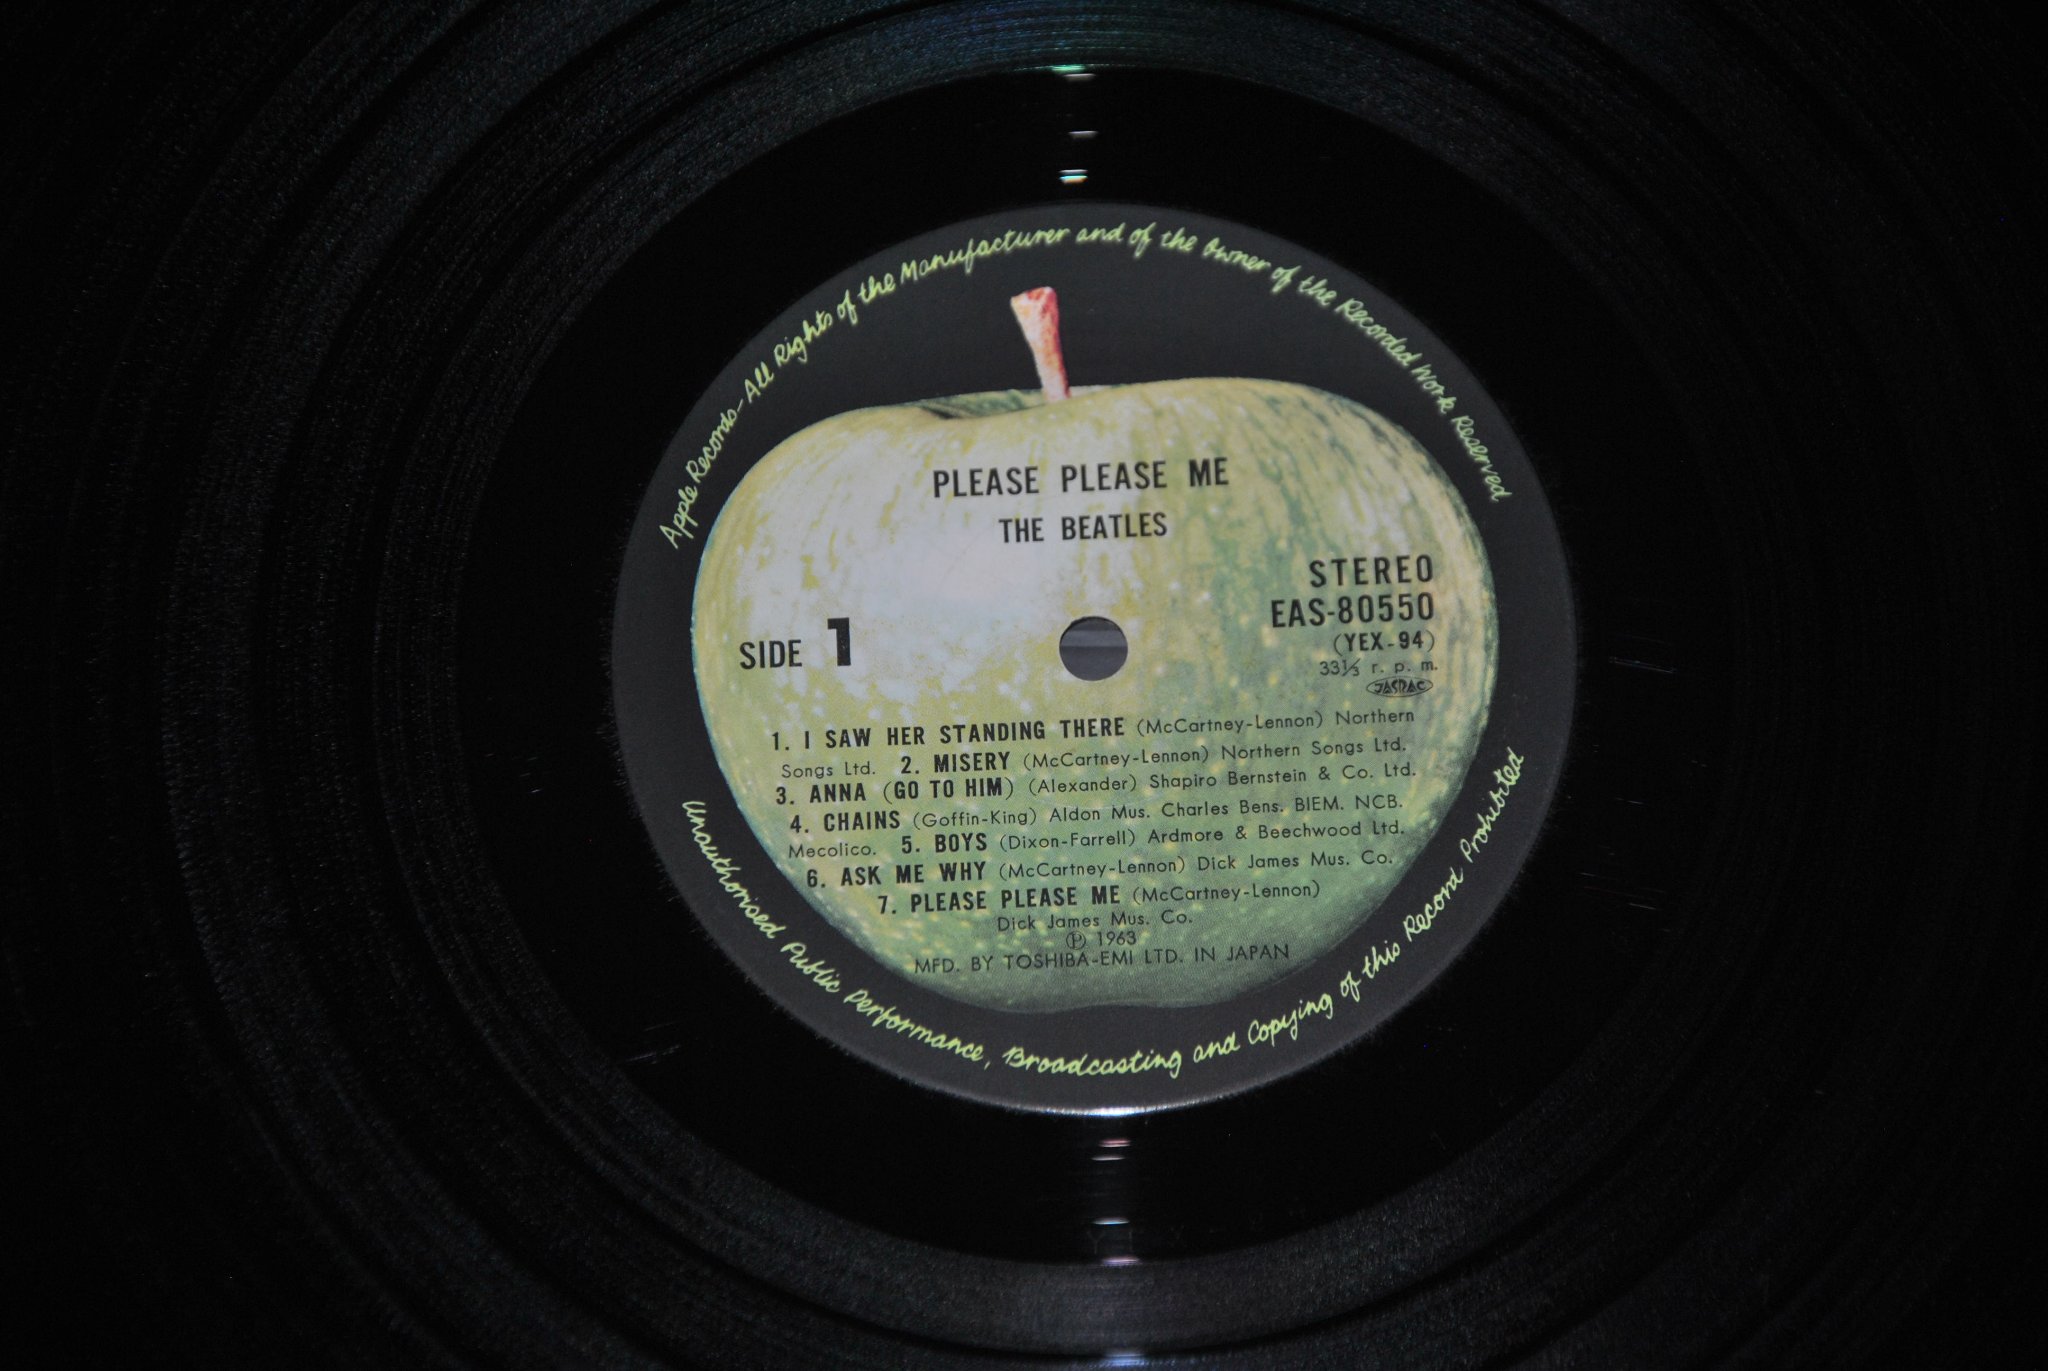 Apple Records-All Rights of the Manufacturer and of the Owner of the Recorded Work Reserved
PLEASE PLEASE ME
THE BEATLES
STEREO
EAS-80550
(YEX-94)
33⅓ r. p. m.
JASRAC
SIDE 1
1. I SAW HER STANDING THERE (McCartney-Lennon) Northern
Songs Ltd. 2. MISERY (McCartney-Lennon) Northern Songs Ltd.
3. ANNA (GO TO HIM) (Alexander) Shapiro Bernstein & Co. Ltd.
4. CHAINS (Goffin-King) Aldon Mus. Charles Bens. BIEM. NCB.
Mecolico. 5. BOYS (Dixon-Farrell) Ardmore & Beechwood Ltd.
6. ASK ME WHY (McCartney-Lennon) Dick James Mus. Co.
7. PLEASE PLEASE ME (McCartney-Lennon)
Dick James Mus. Co.
Ⓟ 1963
MFD. BY TOSHIBA-EMI LTD. IN JAPAN
Unauthorised Public Performance, Broadcasting and Copying of this Record Prohibited